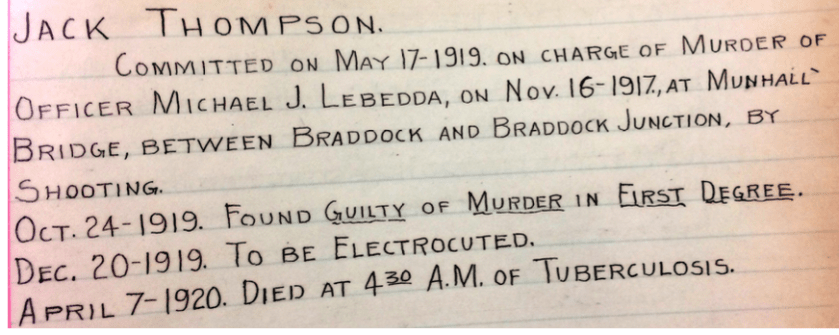 JACK THOMPSON.
COMMITTED ON MAY 17-1919. ON CHARGE OF MURDER OF
OFFICER MICHAEL J. LEBEDDA, ON NOV. 16-1917, AT MUNHALL
BRIDGE, BETWEEN BRADDOCK AND BRADDOCK JUNCTION, BY
SHOOTING.
OCT. 24-1919. FOUND GUILTY OF MURDER IN FIRST DEGREE.
DEC. 20-1919. TO BE ELECTROCUTED.
APRIL 7-1920. DIED AT 4³⁰ A.M. OF TUBERCULOSIS.